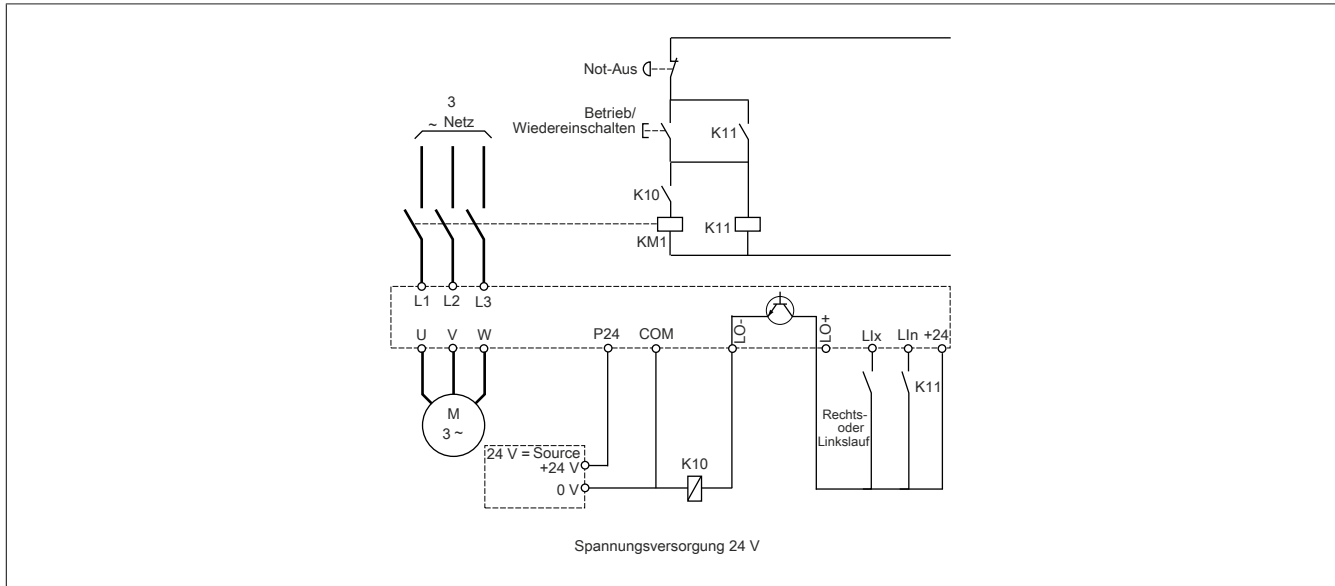 Not-Aus
3
~ Netz
Betrieb/
Wiedereinschalten
K11
K10
KM1
K11
L1 L2 L3
U V W
P24 COM
LO-
LO+
LIx
LIn +24
K11
M
3 ~
Rechts-
oder
Linkslauf
24 V = Source
+24 V
0 V
K10
Spannungsversorgung 24 V